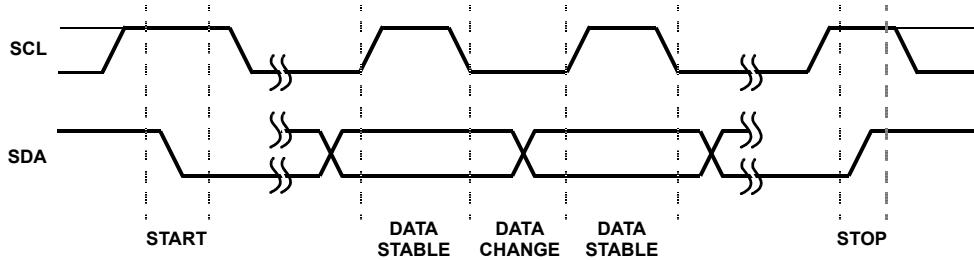 SCL
SDA
START
DATA
STABLE
DATA
CHANGE
DATA
STABLE
STOP